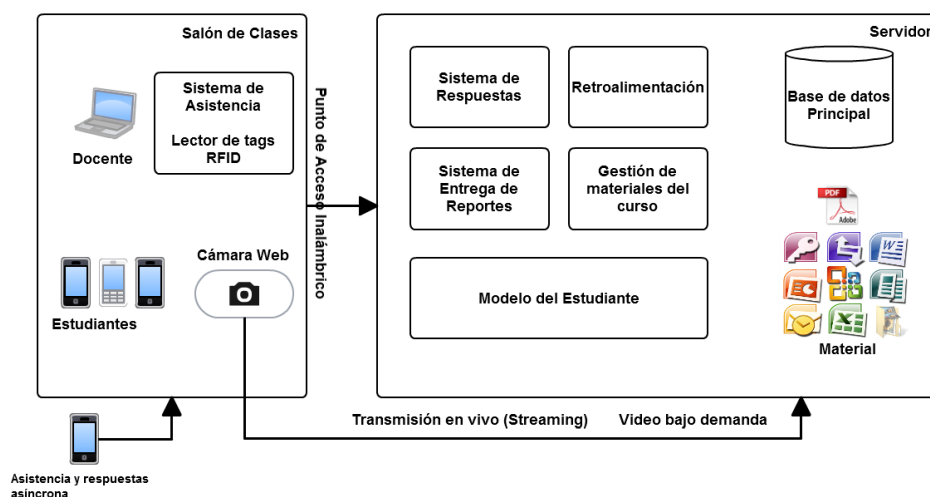 Salón de Clases
Sistema de
Asistencia
Lector de tags
RFID
Docente
Cámara Web
Estudiantes
Punto de Acceso Inalámbrico
Servidor
Sistema de
Respuestas
Retroalimentación
Base de datos
Principal
Sistema de
Entrega de
Reportes
Gestión de
materiales del
curso
PDF
Adobe
Modelo del Estudiante
Material
Transmisión en vivo (Streaming)
Video bajo demanda
Asistencia y respuestas
asíncrona